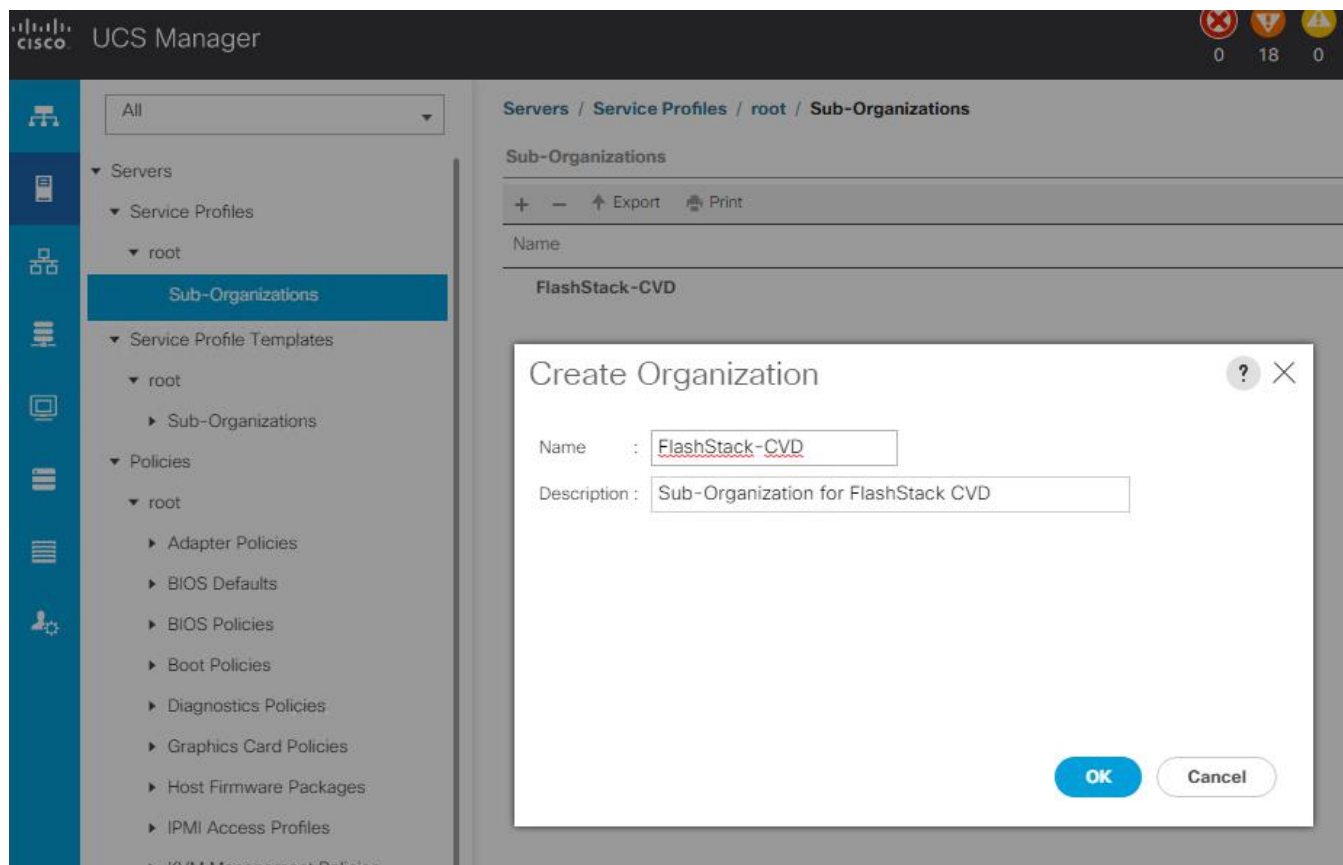 CISCO
UCS Manager
0 18 0
All
Servers
Service Profiles
root
Sub-Organizations
Service Profile Templates
root
Sub-Organizations
Policies
root
Adapter Policies
BIOS Defaults
BIOS Policies
Boot Policies
Diagnostics Policies
Graphics Card Policies
Host Firmware Packages
IPMI Access Profiles
KVM Management Policies
Servers / Service Profiles / root / Sub-Organizations
Sub-Organizations
+ − Export Print
Name
FlashStack-CVD
Create Organization
?
Name : FlashStack-CVD
Description : Sub-Organization for FlashStack CVD
OK Cancel